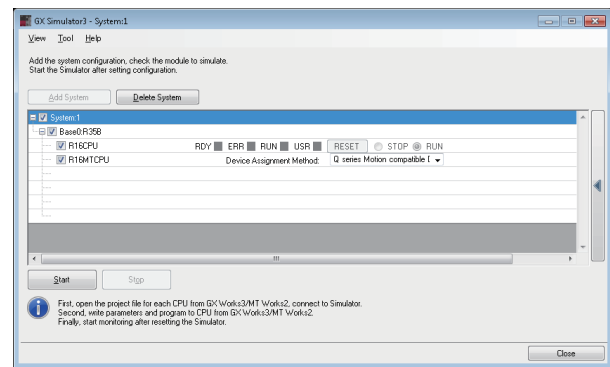 GX Simulator3 - System:1
View Tool Help
Add the system configuration, check the module to simulate.
Start the Simulator after setting configuration.
Add System Delete System
System:1
Base0:R35B
R16CPU RDY ERR RUN USR RESET STOP RUN
R16MTCPU Device Assignment Method: Q series Motion compatible [
Start Stop
First, open the project file for each CPU from GX Works3/MT Works2, connect to Simulator.
Second, write parameters and program to CPU from GX Works3/MT Works2.
Finally, start monitoring after resetting the Simulator.
Close